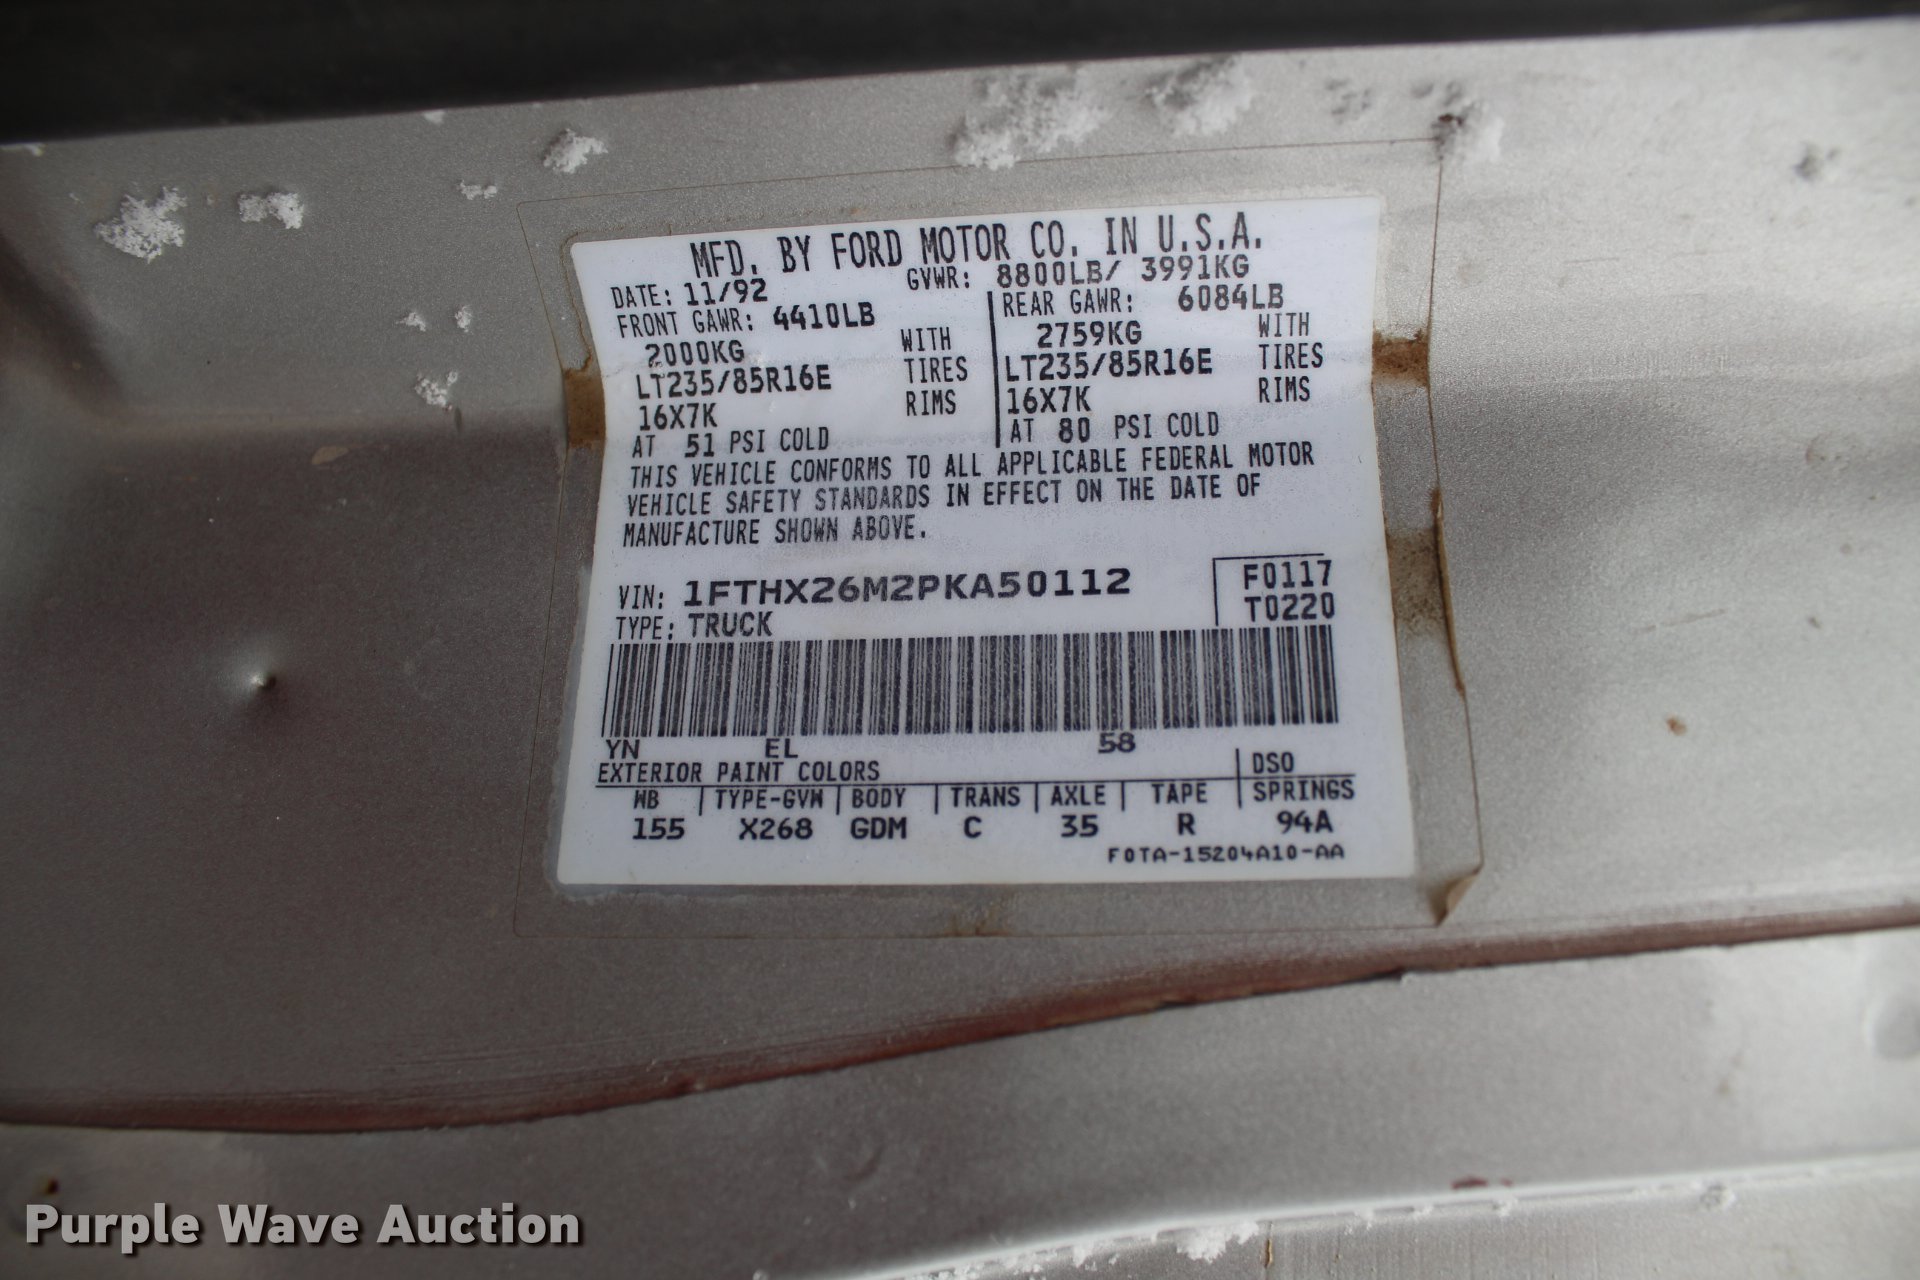 MFD. BY FORD MOTOR CO. IN U.S.A.
DATE: 11/92 GVWR: 8800LB/ 3991KG
FRONT GAWR: 4410LB REAR GAWR: 6084LB
2000KG WITH 2759KG WITH
LT235/85R16E TIRES LT235/85R16E TIRES
16X7K RIMS 16X7K RIMS
AT 51 PSI COLD AT 80 PSI COLD
THIS VEHICLE CONFORMS TO ALL APPLICABLE FEDERAL MOTOR
VEHICLE SAFETY STANDARDS IN EFFECT ON THE DATE OF
MANUFACTURE SHOWN ABOVE.
VIN: 1FTHX26M2PKA50112 F0117
TYPE: TRUCK T0220
YN EL 58
EXTERIOR PAINT COLORS DSO
WB TYPE-GVW BODY TRANS AXLE TAPE SPRINGS
155 X268 GDM C 35 R 94A
F0TA-15204A10-AA
Purple Wave Auction